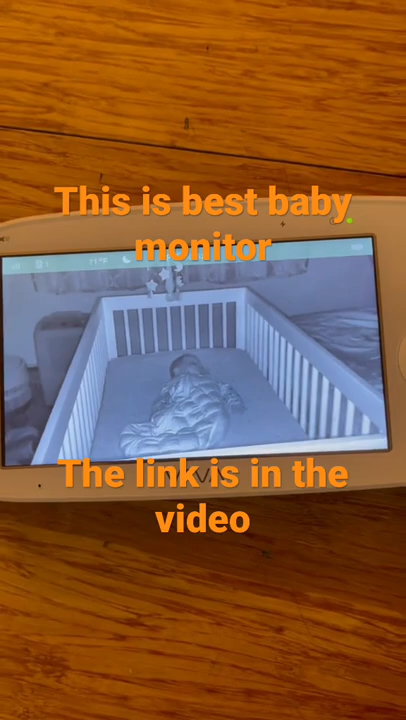 This is best baby
monitor
The link is in the
video